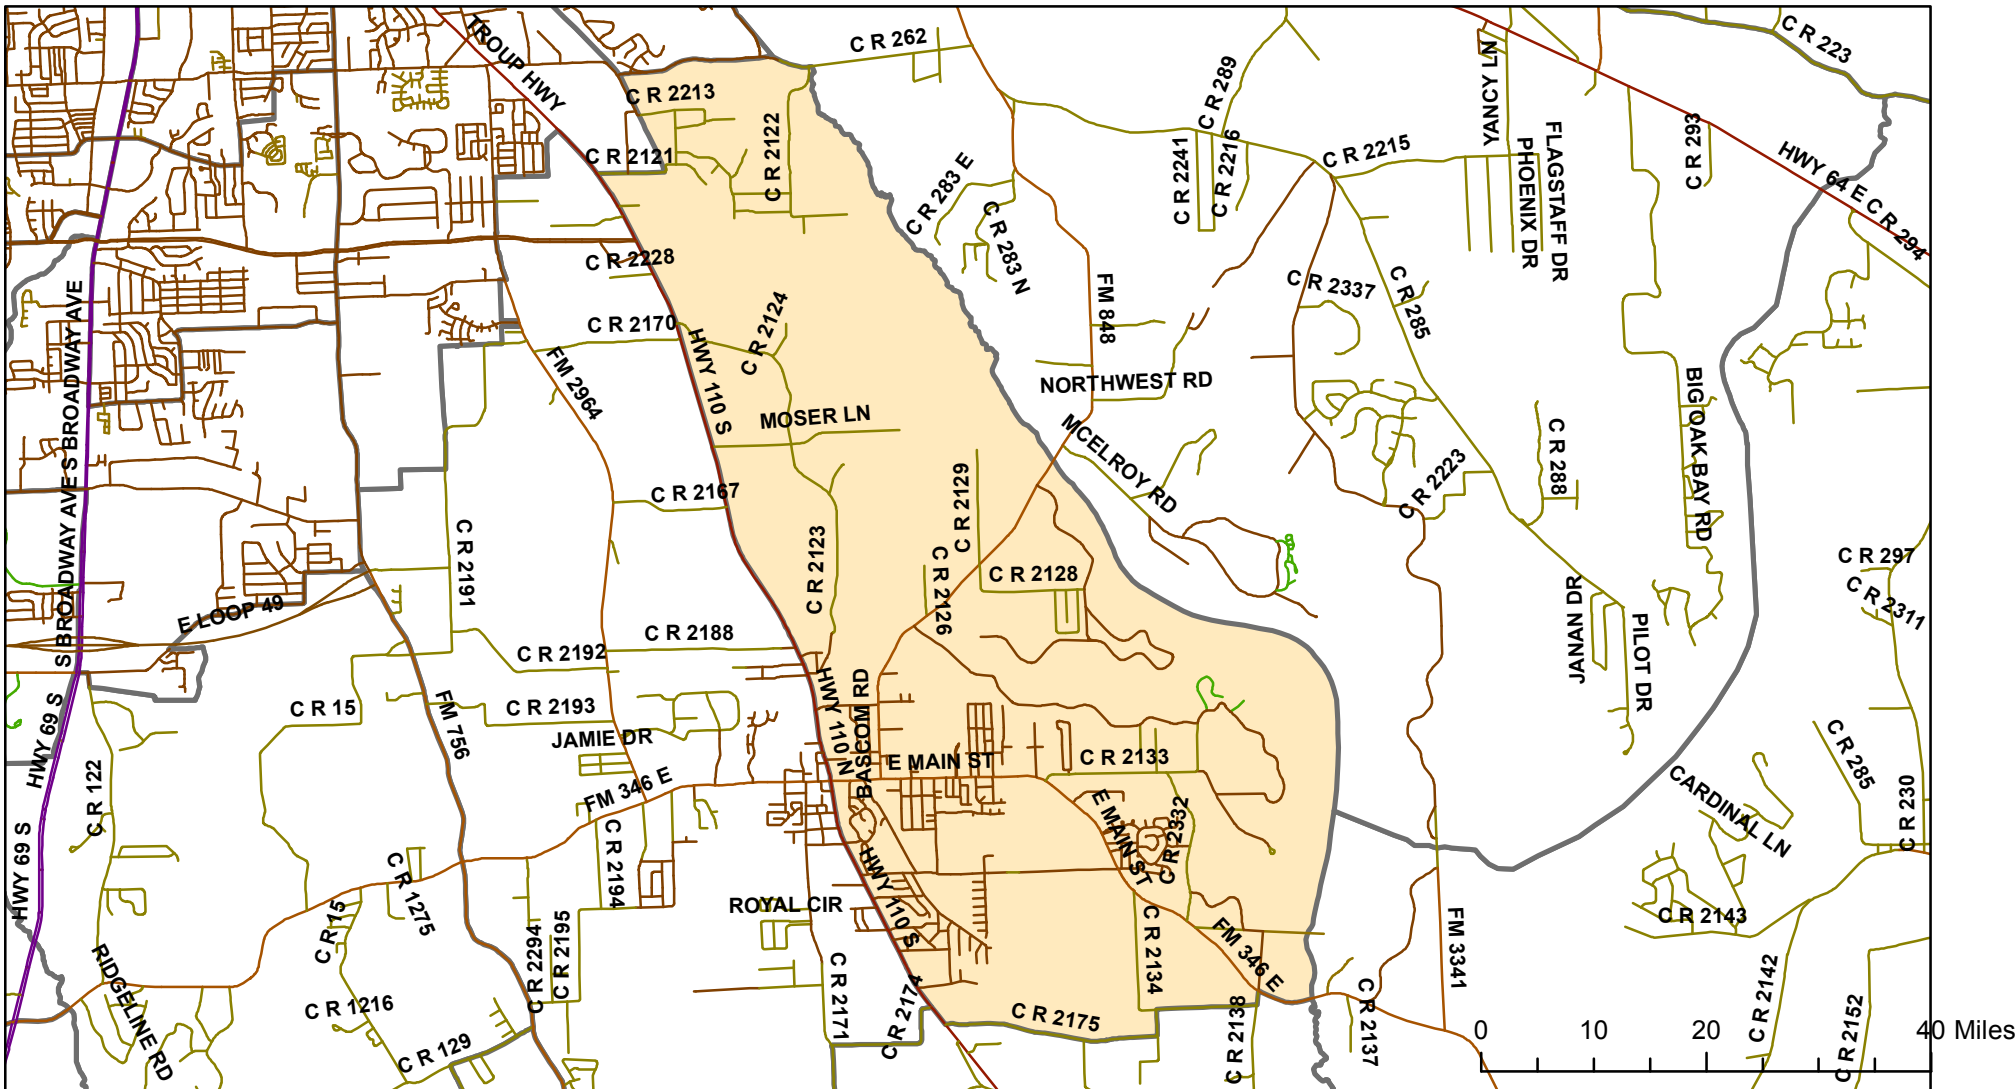 TROUP HWY
C R 262
C R 223
C R 2213
C R 289
YANCY LN
C R 2122
C R 2121
C R 2241
C R 2216
C R 2215
C R 293
FLAGSTAFF DR
PHOENIX DR
HWY 64 E
C R 294
C R 283 E
C R 283 N
C R 2228
C R 2337
C R 285
FM 848
C R 2170
C R 2124
HWY 110 S
FM 2964
S BROADWAY AVE
S BROADWAY AVE
NORTHWEST RD
MOSER LN
MCELROY RD
BIG OAK BAY RD
C R 288
C R 2223
C R 2167
C R 2129
C R 2123
C R 2191
C R 2126
C R 2128
C R 297
C R 2311
JANAN DR
PILOT DR
E LOOP 49
C R 2188
C R 2192
HWY 69 S
C R 15
C R 2193
FM 756
JAMIE DR
HWY 110 N
BASCOM RD
E MAIN ST
C R 2133
C R 285
C R 230
CARDINAL LN
C R 122
FM 346 E
E MAIN ST
C R 2332
HWY 69 S
C R 2194
C R 1275
HWY 110 S
ROYAL CIR
C R 15
C R 2143
C R 2134
FM 346 E
FM 3341
RIDGELINE RD
C R 2294
C R 2195
C R 2171
C R 2174
C R 2175
C R 2138
C R 2137
C R 2142
C R 2152
C R 1216
C R 129
0 10 20 40 Miles